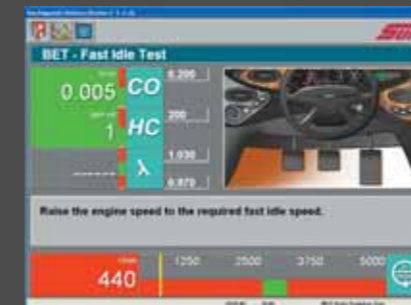 BET - Fast Idle Test
0.005 CO 0.200
1 HC 200
λ 1.030
0.970
Raise the engine speed to the required fast idle speed.
440 1250 2500 3750 5000